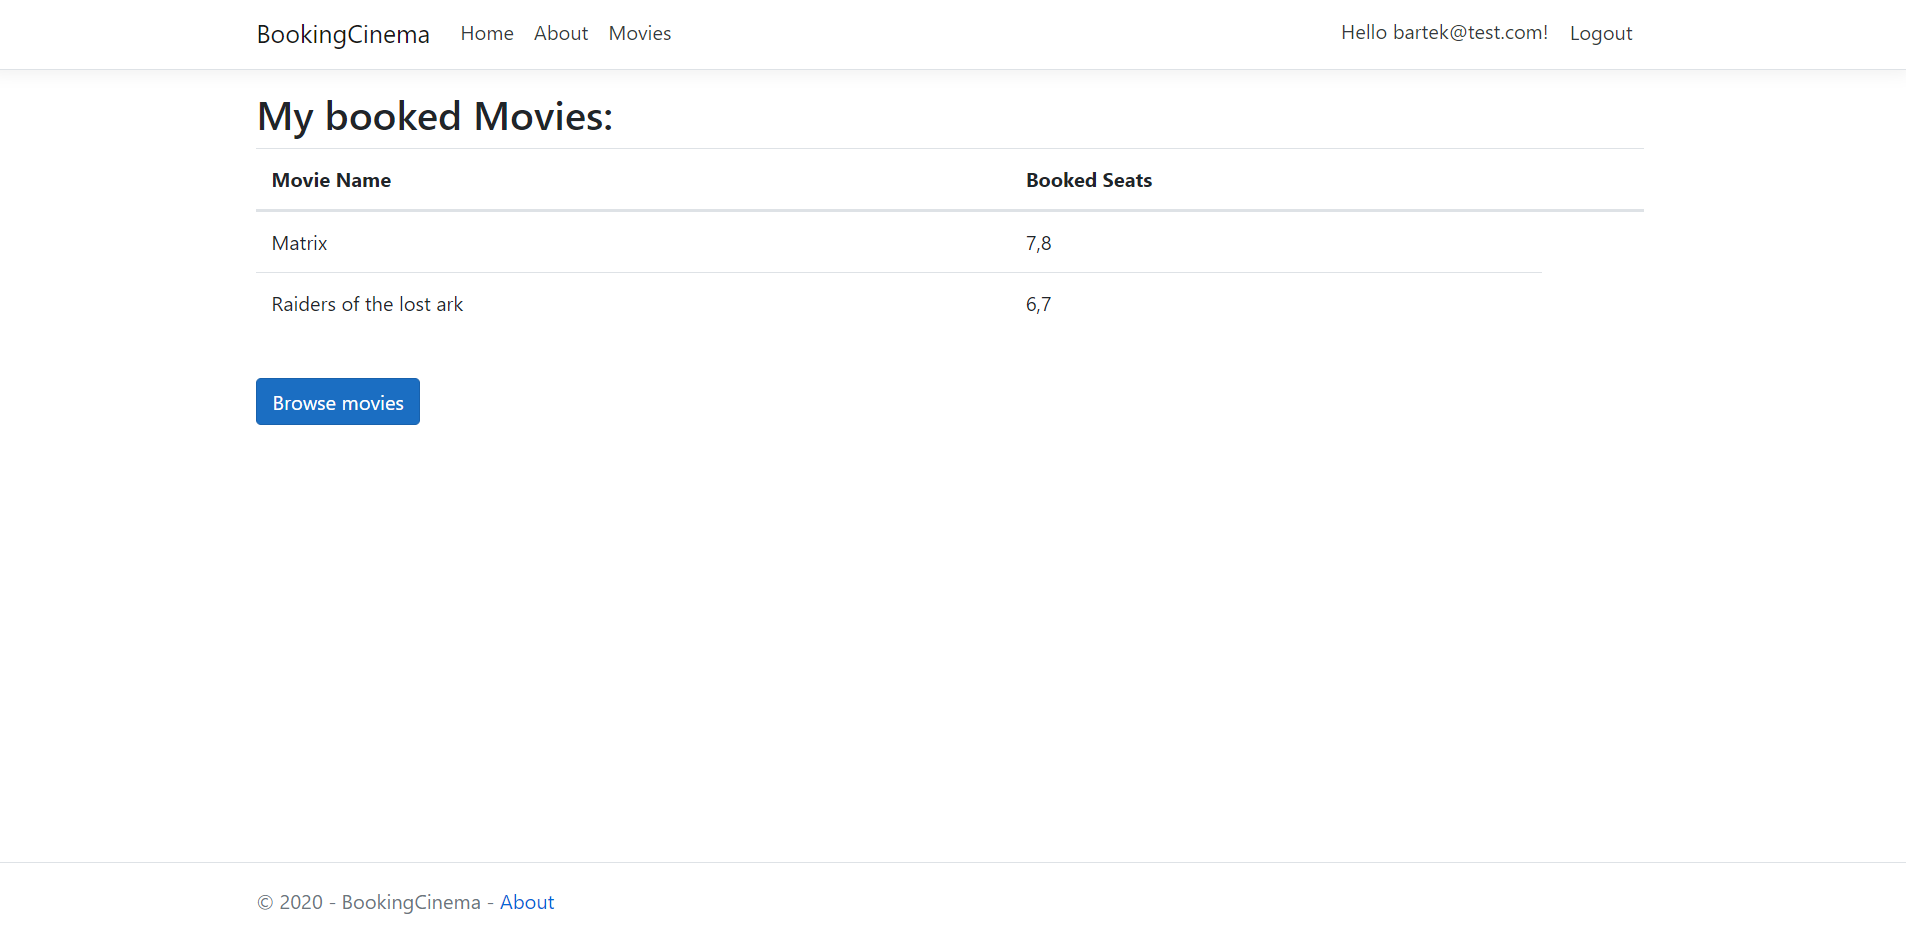 BookingCinema Home About Movies Hello bartek@test.com! Logout
My booked Movies:
Movie Name Booked Seats
Matrix 7,8
Raiders of the lost ark 6,7
Browse movies
© 2020 - BookingCinema - About